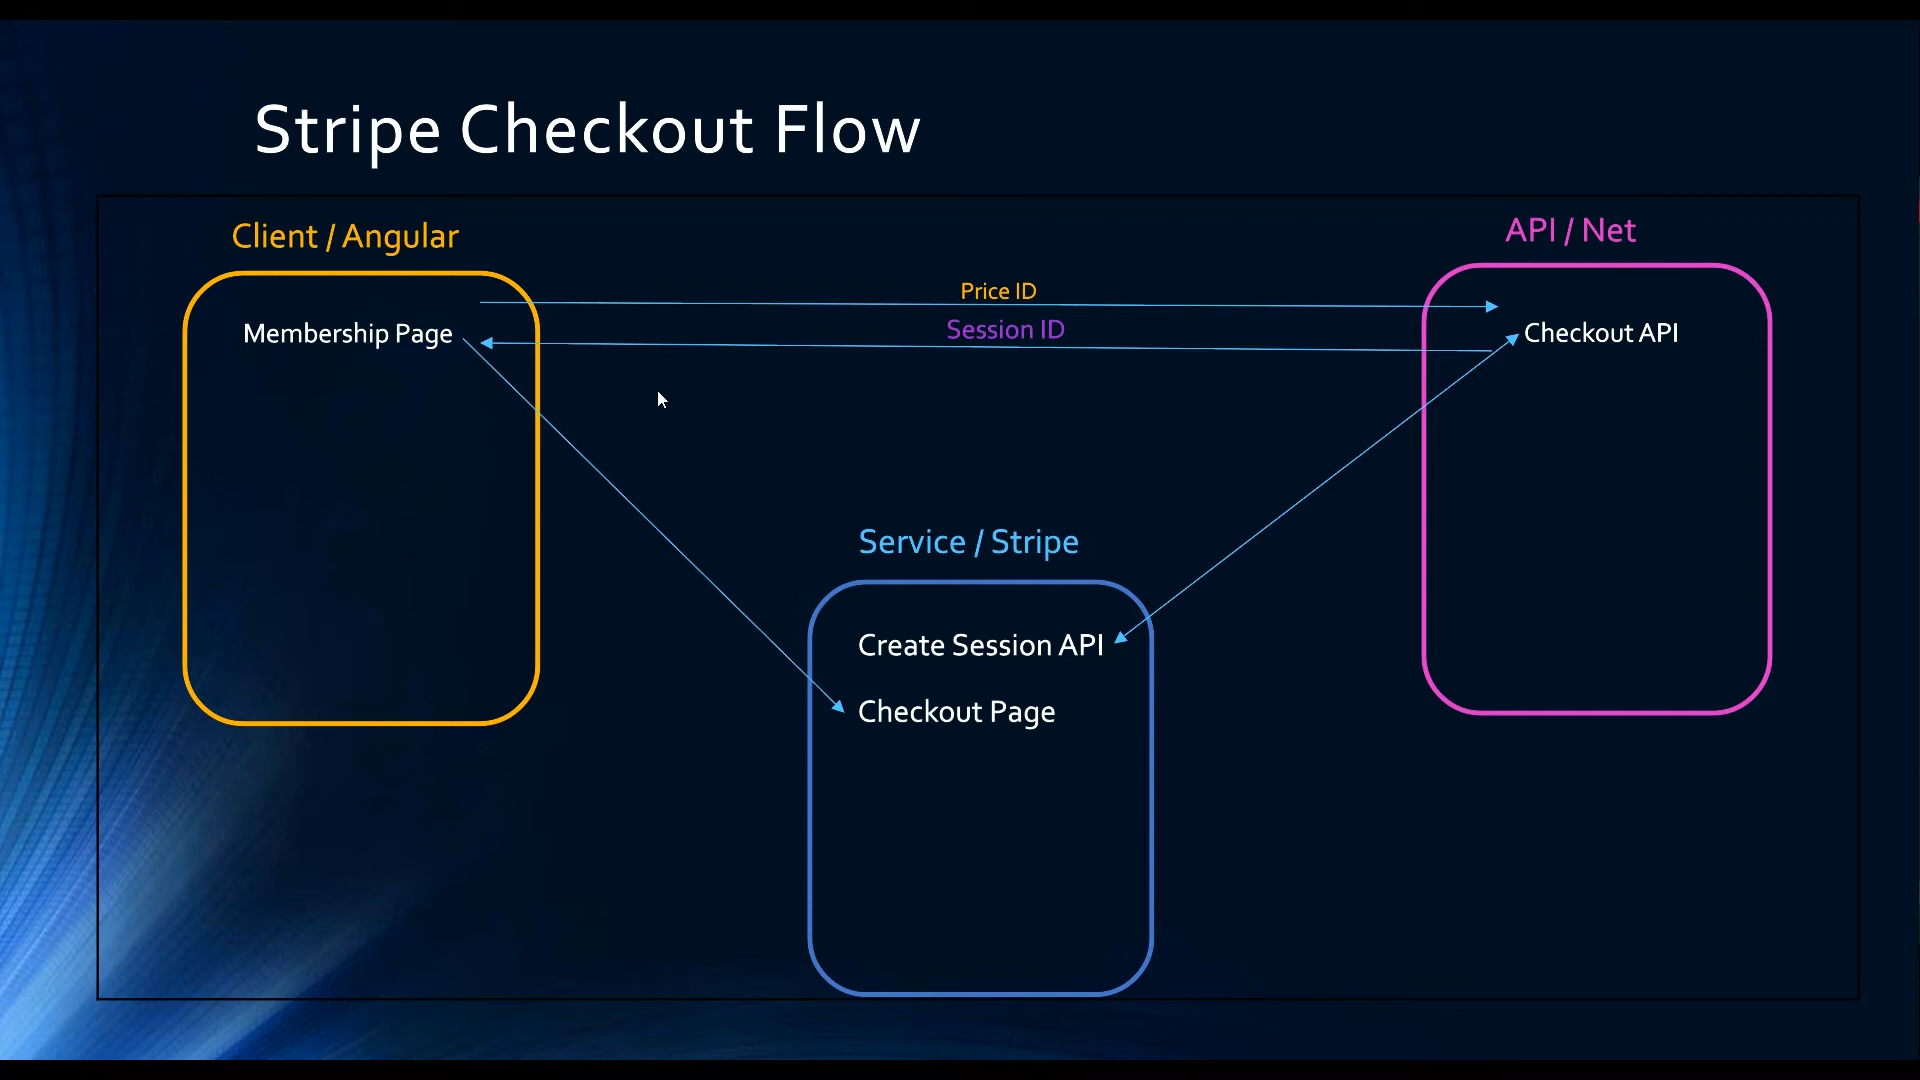 Stripe Checkout Flow
Client / Angular
API / Net
Price ID
Session ID
Membership Page
Checkout API
Service / Stripe
Create Session API
Checkout Page